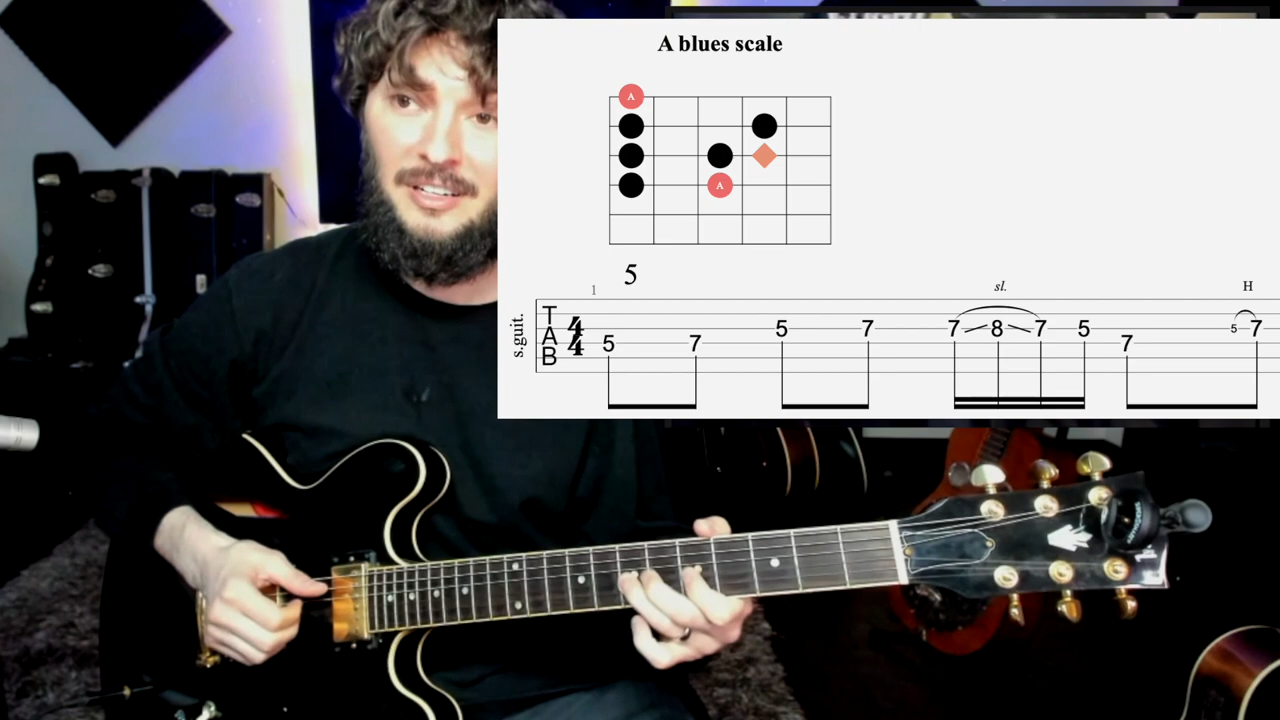 A blues scale
A
A
5
1
sl.
H
s.guit.
TAB
4/4
5 7 5 7 7 8 7 5 7 5 7